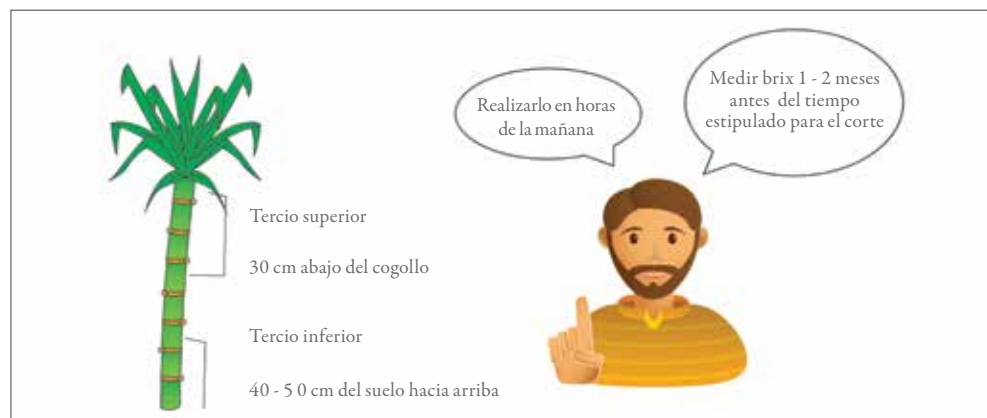 Realizarlo en horas
de la mañana
Medir brix 1 - 2 meses
antes del tiempo
estipulado para el corte
Tercio superior
30 cm abajo del cogollo
Tercio inferior
40 - 5 0 cm del suelo hacia arriba